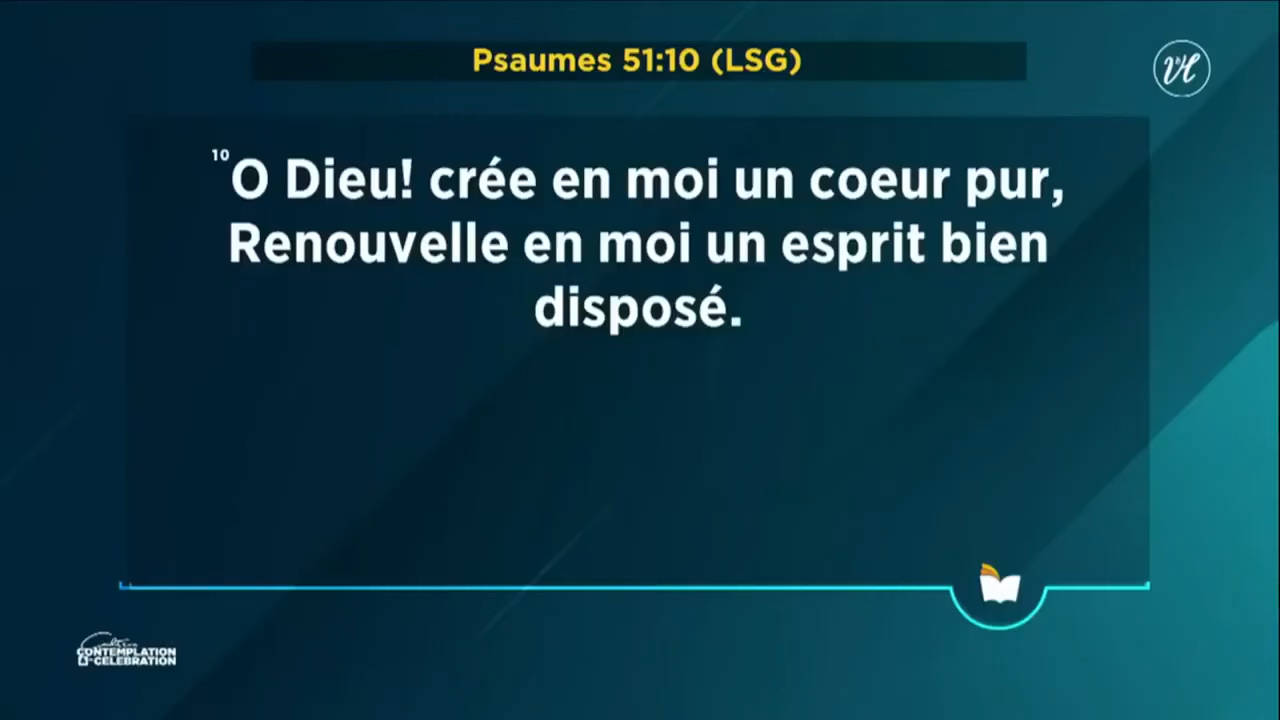 Psaumes 51:10 (LSG)
10 O Dieu! crée en moi un coeur pur,
Renouvelle en moi un esprit bien
disposé.
CONTEMPLATION
CELEBRATION